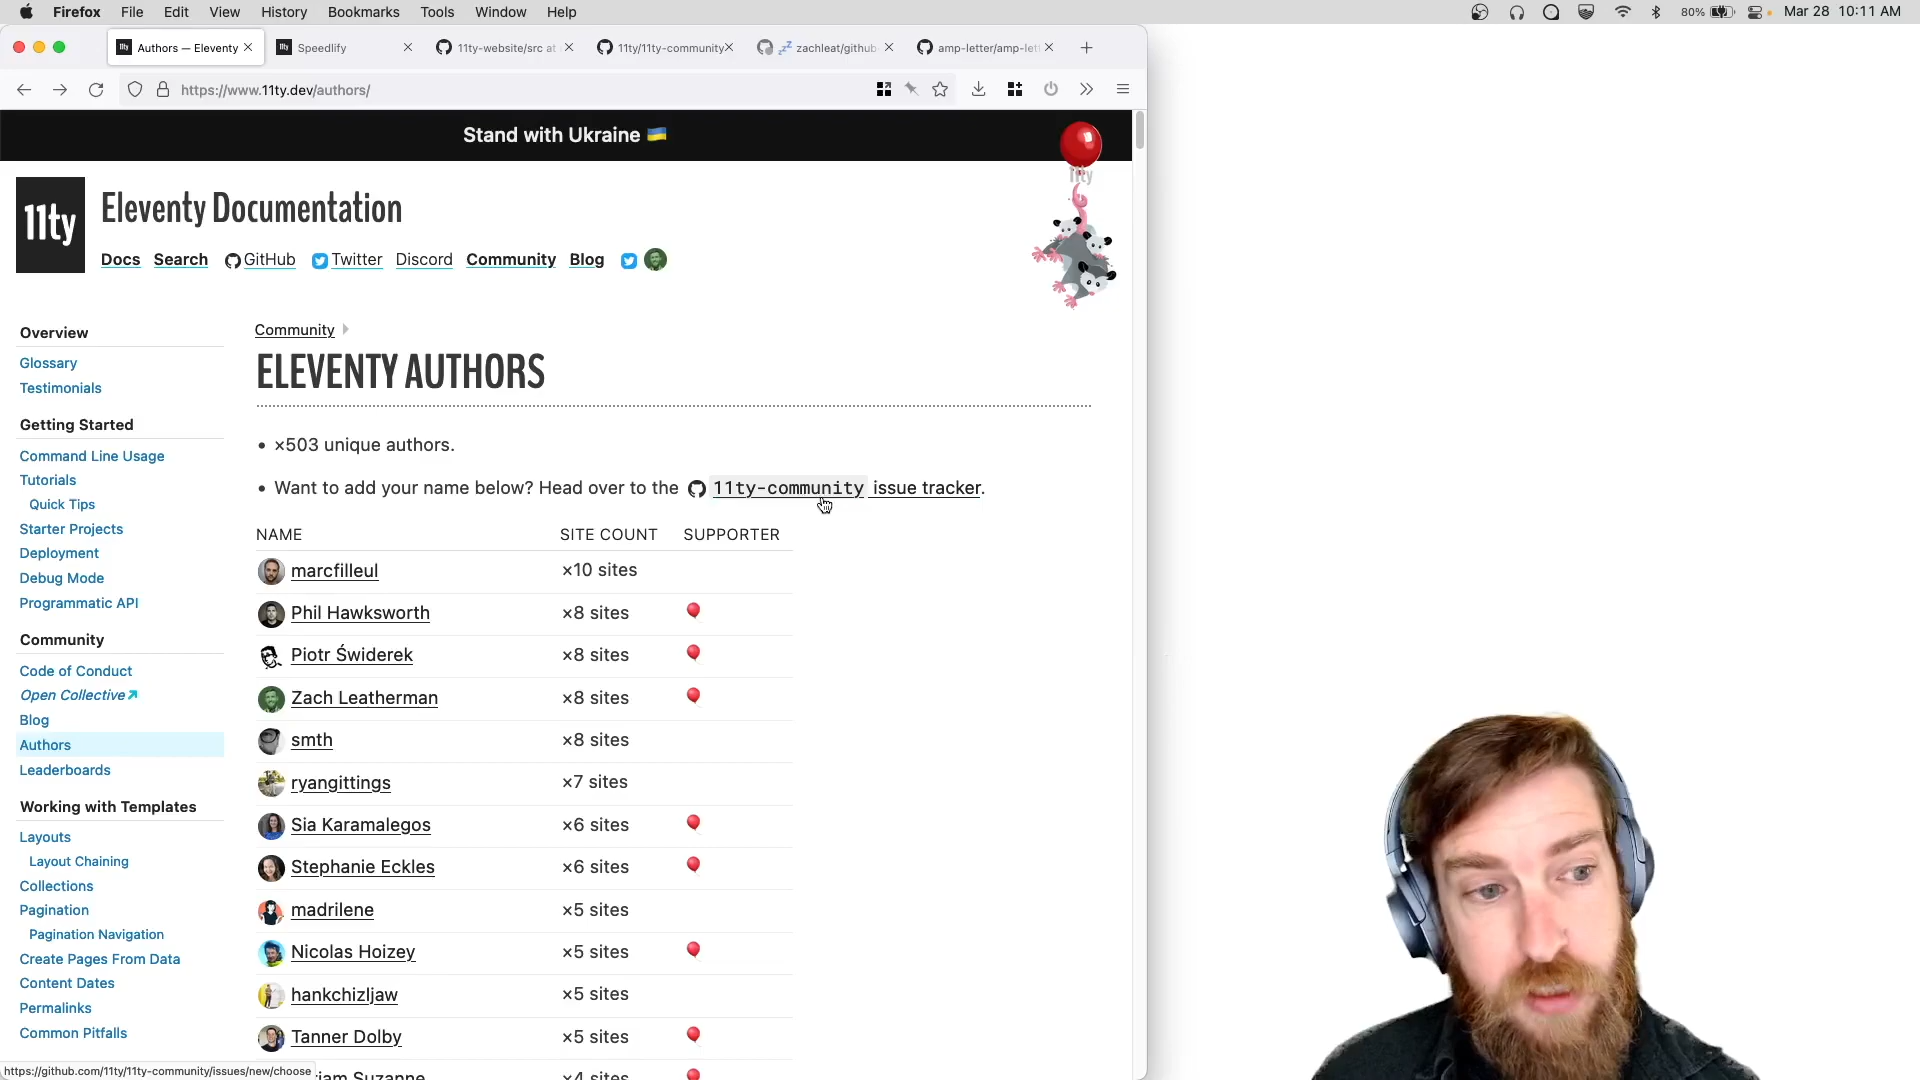 Firefox File Edit View History Bookmarks Tools Window Help 80% Mar 28 10:11 AM
Authors — Eleventy Speedlify 11ty-website/src at 11ty/11ty-community zachleat/github amp-letter/amp-let
https://www.11ty.dev/authors/
Stand with Ukraine 🇺🇦
11ty
11ty
Eleventy Documentation
Docs Search GitHub Twitter Discord Community Blog
Overview
Glossary
Testimonials
Getting Started
Command Line Usage
Tutorials
Quick Tips
Starter Projects
Deployment
Debug Mode
Programmatic API
Community
Code of Conduct
Open Collective
Blog
Authors
Leaderboards
Working with Templates
Layouts
Layout Chaining
Collections
Pagination
Pagination Navigation
Create Pages From Data
Content Dates
Permalinks
Common Pitfalls
Community
ELEVENTY AUTHORS
• ×503 unique authors.
• Want to add your name below? Head over to the 11ty-community issue tracker.
NAME SITE COUNT SUPPORTER
marcfilleul ×10 sites
Phil Hawksworth ×8 sites
Piotr Świderek ×8 sites
Zach Leatherman ×8 sites
smth ×8 sites
ryangittings ×7 sites
Sia Karamalegos ×6 sites
Stephanie Eckles ×6 sites
madrilene ×5 sites
Nicolas Hoizey ×5 sites
hankchizljaw ×5 sites
Tanner Dolby ×5 sites
Suzanne ×4 sites
https://github.com/11ty/11ty-community/issues/new/choose